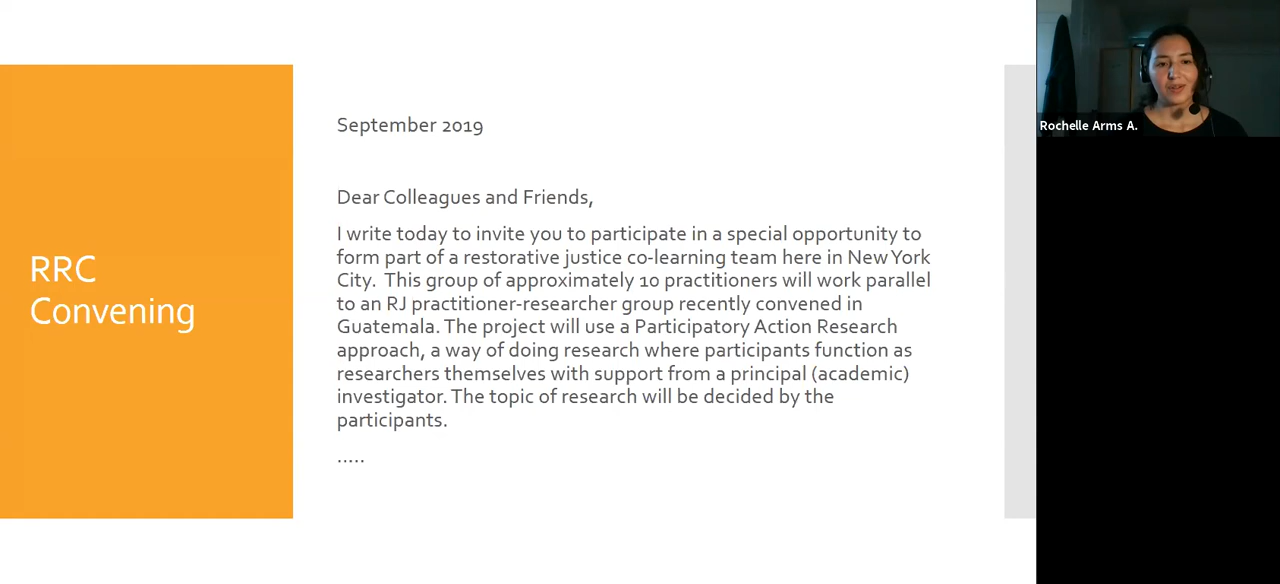 RRC
Convening
September 2019
Dear Colleagues and Friends,
I write today to invite you to participate in a special opportunity to
form part of a restorative justice co-learning team here in New York
City.  This group of approximately 10 practitioners will work parallel
to an RJ practitioner-researcher group recently convened in
Guatemala. The project will use a Participatory Action Research
approach, a way of doing research where participants function as
researchers themselves with support from a principal (academic)
investigator. The topic of research will be decided by the
participants.
.....
Rochelle Arms A.